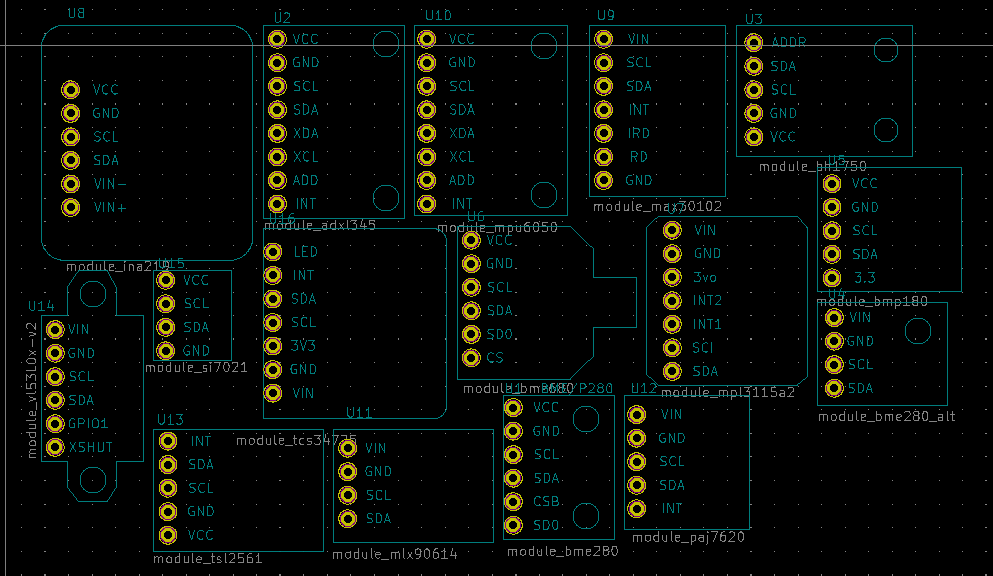 U8
VCC
GND
SCL
SDA
VIN-
VIN+
U2
VCC
GND
SCL
SDA
XDA
XCL
ADD
INT
module_adxl345
U10
VCC
GND
SCL
SDA
XDA
XCL
ADD
INT
module_mpu6050
U9
VIN
SCL
SDA
INT
IRD
RD
GND
module_max30102
U3
ADDR
SDA
SCL
GND
VCC
module_bh1750
U5
VCC
GND
SCL
SDA
3.3
module_bmp180
U14
VIN
GND
SCL
SDA
GPIO1
XSHUT
module_vl53l0x-v2
VCC
SCL
SDA
GND
module_si7021
U16
LED
INT
SDA
SCL
3V3
GND
VIN
U6
VCC
GND
SCL
SDA
SDO
CS
module_bme680
VIN
GND
3vo
INT2
INT1
SCl
SDA
module_mpl3115a2
U4
VIN
GND
SCL
SDA
module_bme280_alt
U13
INT
SDA
SCL
GND
VCC
module_tsl2561
U11
VIN
GND
SCL
SDA
module_mlx90614
VCC
GND
SCL
SDA
CSB
SDO
module_bme280
U12
VIN
GND
SCL
SDA
INT
module_paj7620